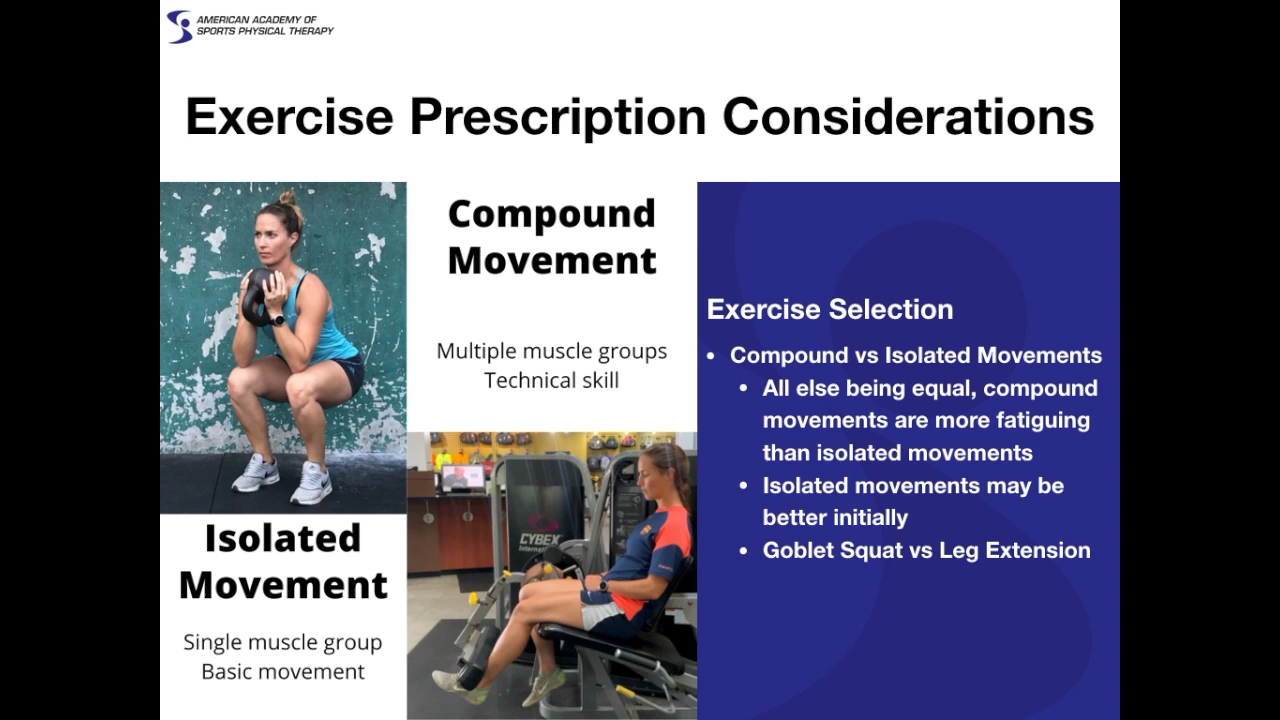 AMERICAN ACADEMY OF
SPORTS PHYSICAL THERAPY
Exercise Prescription Considerations
Compound
Movement
Multiple muscle groups
Technical skill
Isolated
Movement
Single muscle group
Basic movement
CYBEX
International
Exercise Selection
• Compound vs Isolated Movements
• All else being equal, compound
movements are more fatiguing
than isolated movements
• Isolated movements may be
better initially
• Goblet Squat vs Leg Extension